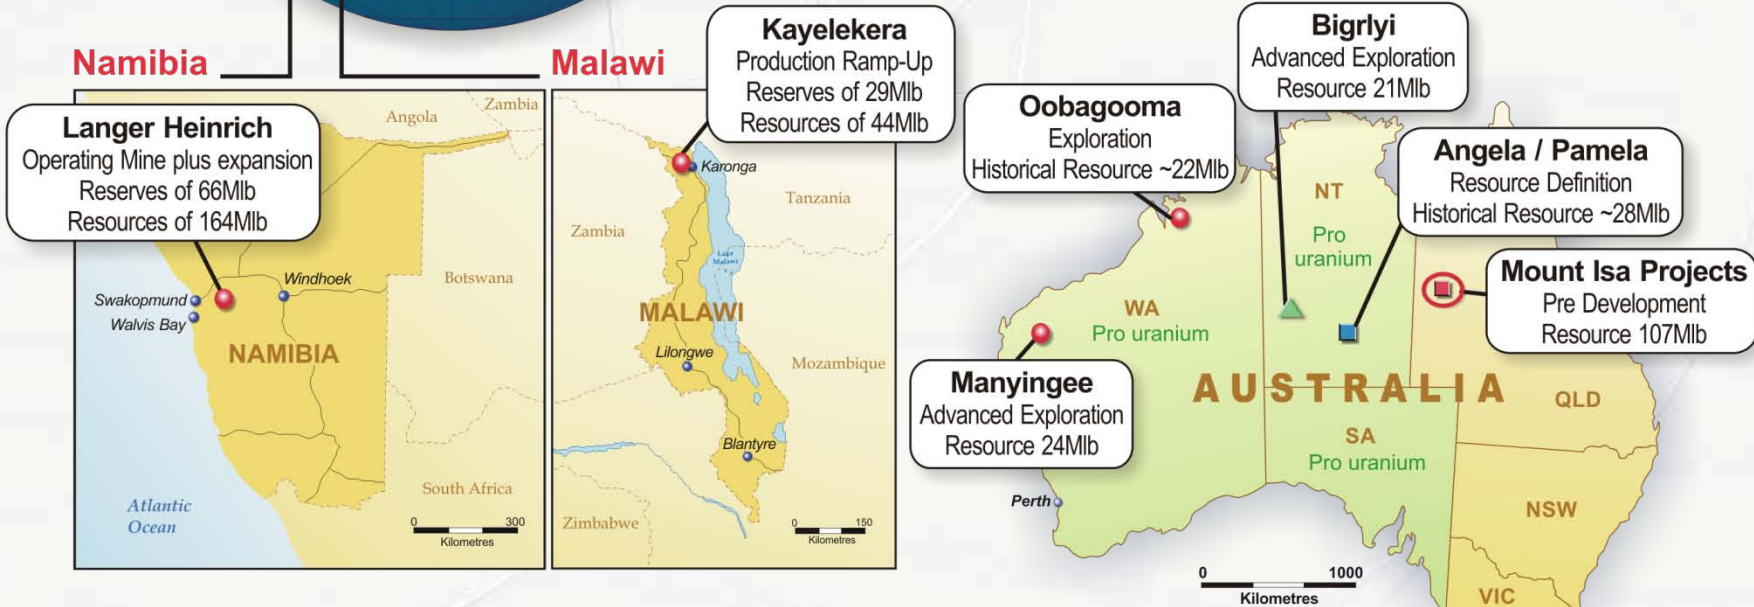 Namibia
Langer Heinrich
Operating Mine plus expansion
Reserves of 66Mlb
Resources of 164Mlb
Angola
Zambia
Windhoek
Swakopmund
Walvis Bay
Botswana
NAMIBIA
Atlantic
Ocean
South Africa
0 300
Kilometres
Malawi
Kayelekera
Production Ramp-Up
Reserves of 29Mlb
Resources of 44Mlb
Karonga
Tanzania
Zambia
Lake
Malawi
MALAWI
Lilongwe
Mozambique
Blantyre
Zimbabwe
0 150
Kilometres
Bigrlyi
Advanced Exploration
Resource 21Mlb
Oobagooma
Exploration
Historical Resource ~22Mlb
Angela / Pamela
Resource Definition
Historical Resource ~28Mlb
NT
Pro
uranium
Mount Isa Projects
Pre Development
Resource 107Mlb
WA
Pro uranium
Manyingee
Advanced Exploration
Resource 24Mlb
AUSTRALIA
QLD
SA
Pro uranium
Perth
NSW
0 1000
Kilometres
VIC